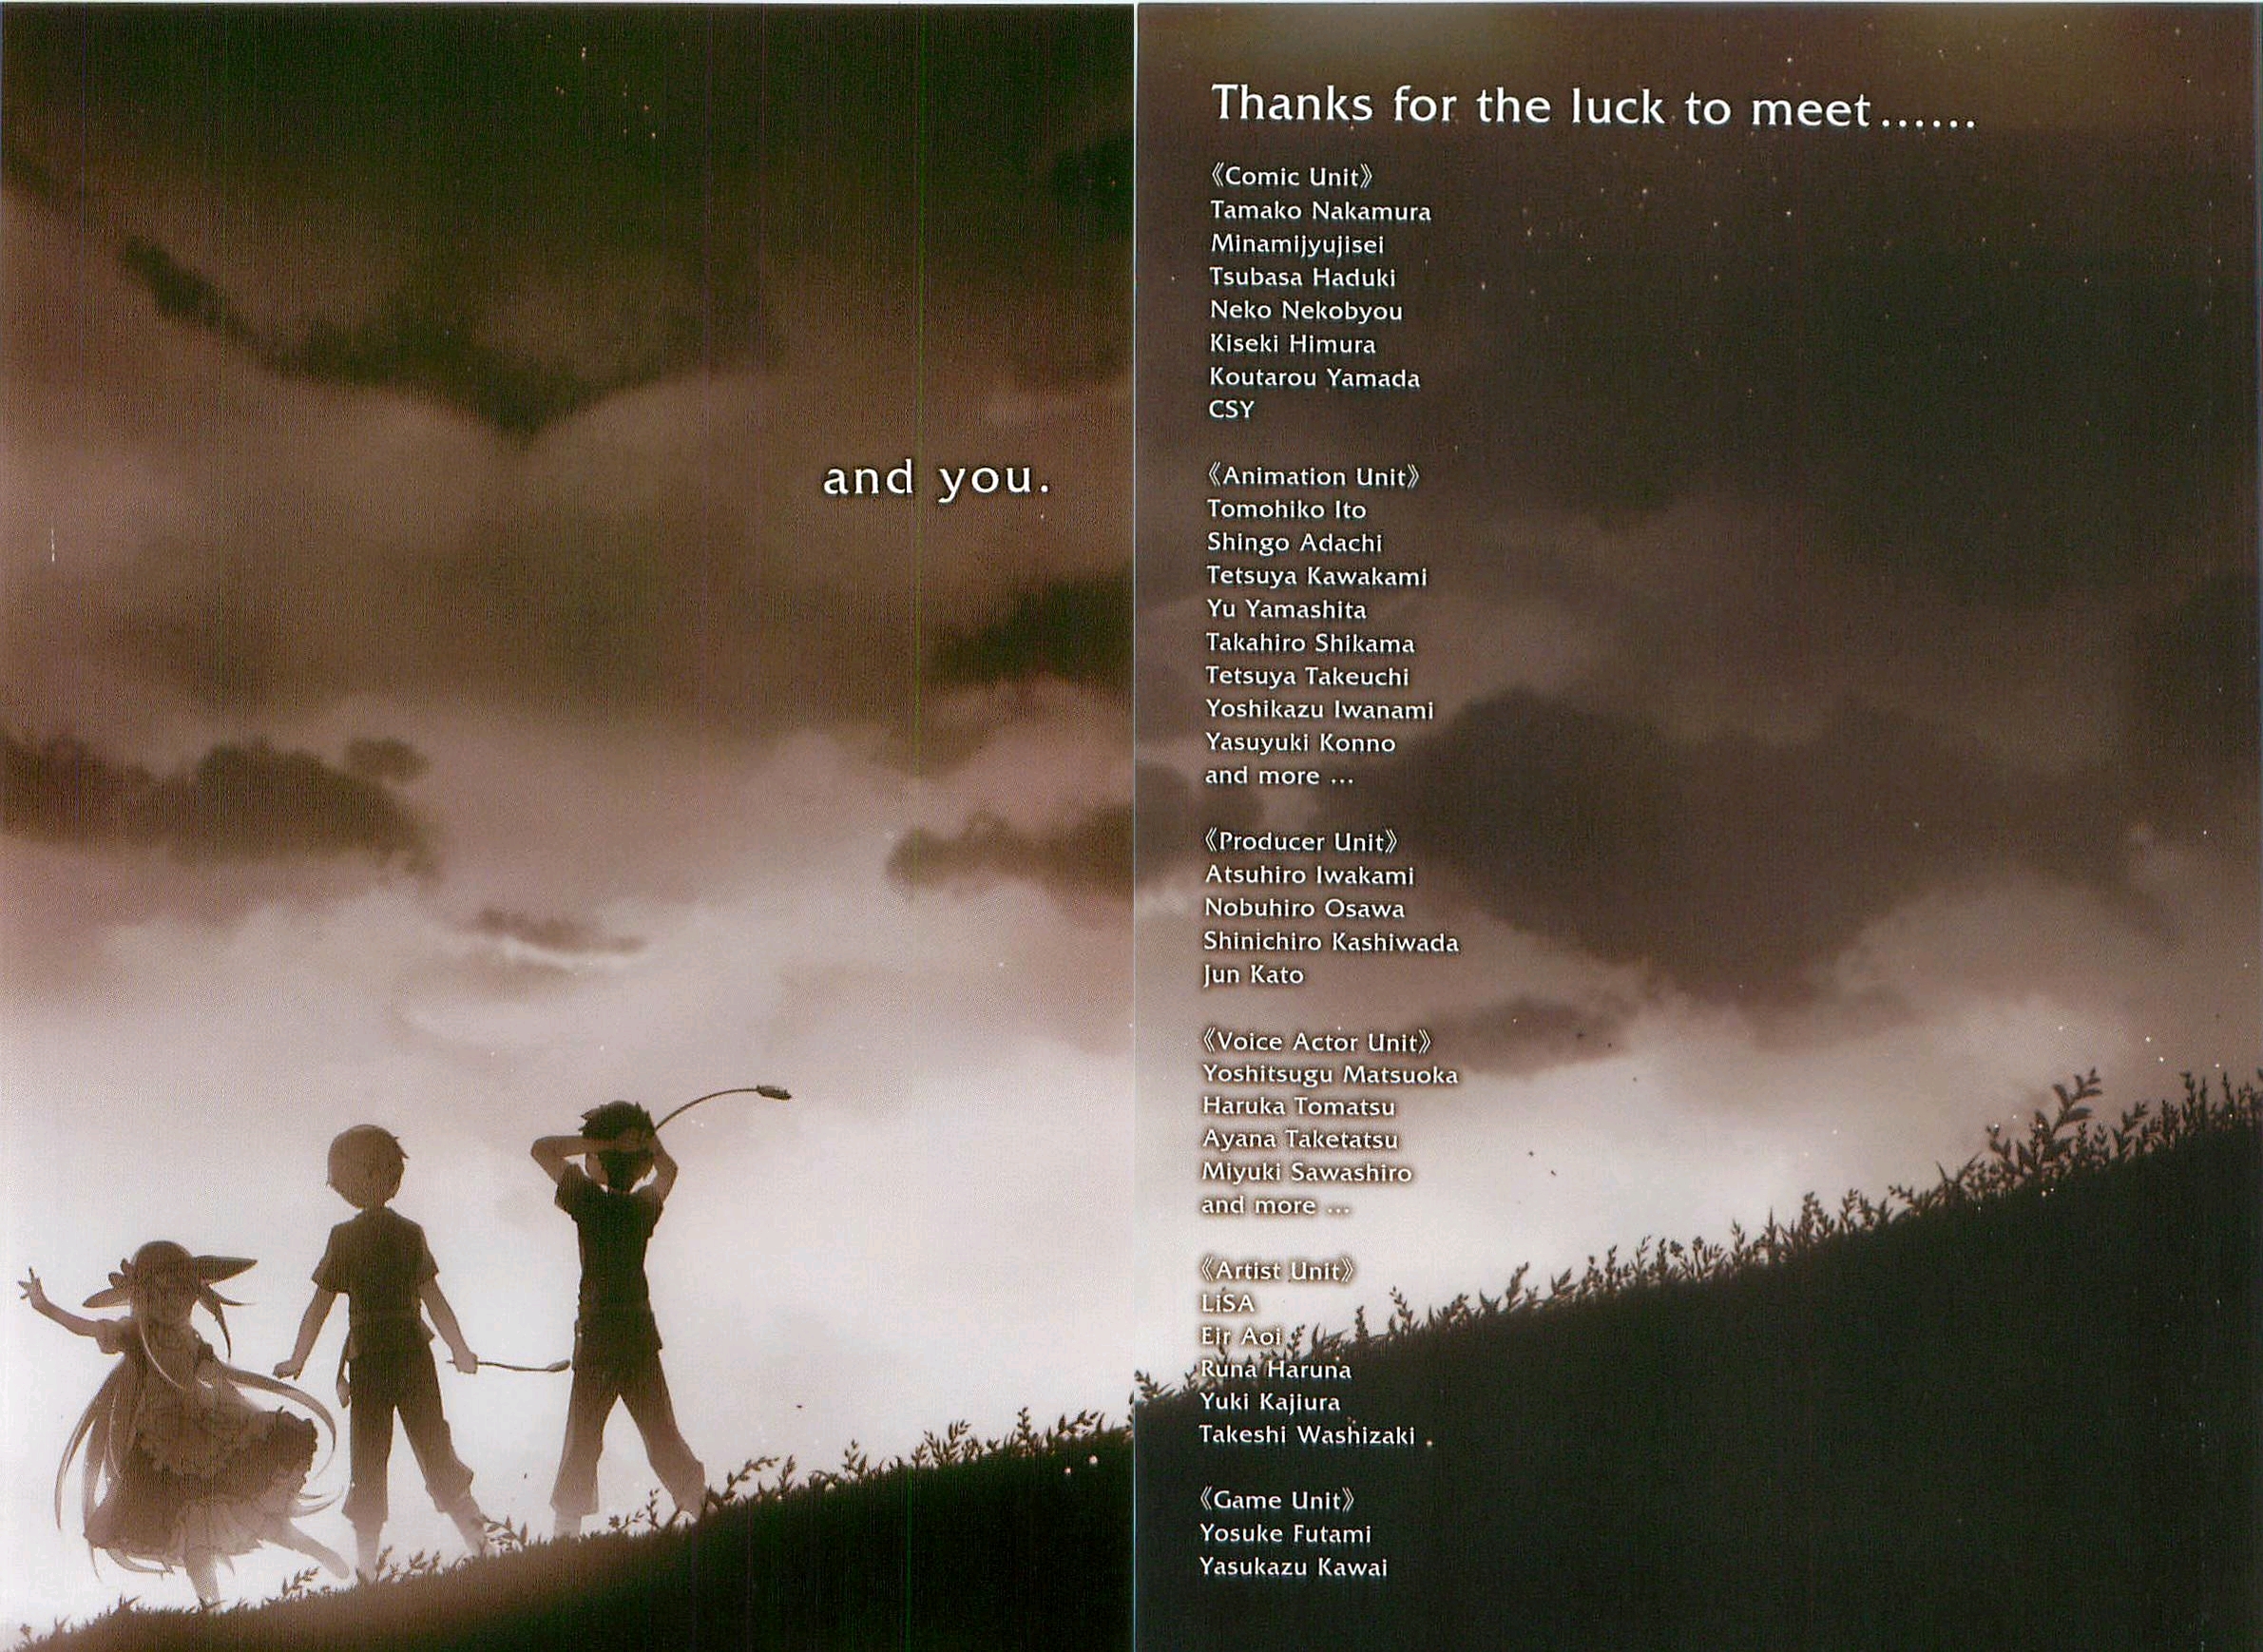 Thanks for the luck to meet......
《Comic Unit》
Tamako Nakamura
Minamijyujisei
Tsubasa Haduki
Neko Nekobyou
Kiseki Himura
Koutarou Yamada
CSY
《Animation Unit》
Tomohiko Ito
Shingo Adachi
Tetsuya Kawakami
Yu Yamashita
Takahiro Shikama
Tetsuya Takeuchi
Yoshikazu Iwanami
Yasuyuki Konno
and more ...
《Producer Unit》
Atsuhiro Iwakami
Nobuhiro Osawa
Shinichiro Kashiwada
Jun Kato
《Voice Actor Unit》
Yoshitsugu Matsuoka
Haruka Tomatsu
Ayana Taketatsu
Miyuki Sawashiro
and more ...
《Artist Unit》
LiSA
Eir Aoi
Runa Haruna
Yuki Kajiura
Takeshi Washizaki
《Game Unit》
Yosuke Futami
Yasukazu Kawai
and you.